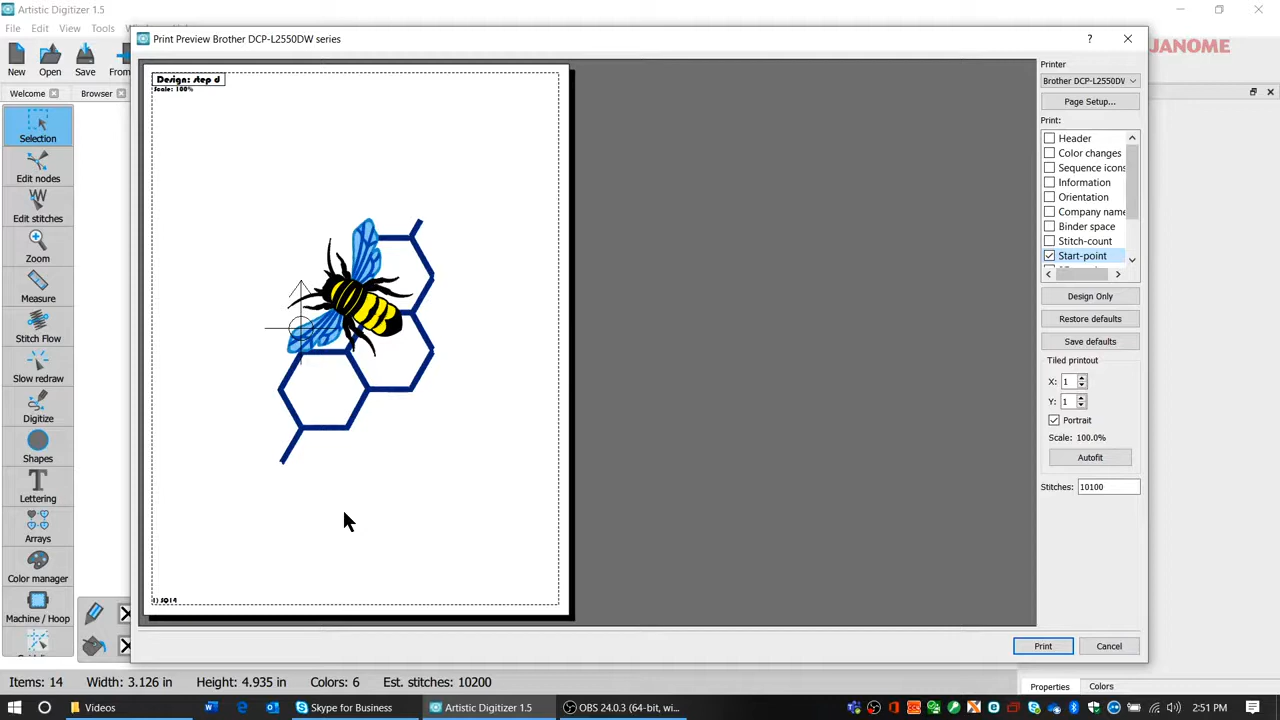 Artistic Digitizer 1.5
File Edit View Tools
JANOME
New Open Save From
Welcome Browser
Selection
Edit nodes
Edit stitches
Zoom
Measure
Stitch Flow
Slow redraw
Digitize
Shapes
Lettering
Arrays
Color manager
Machine / Hoop
Print Preview Brother DCP-L2550DW series
Design: step d
Scale: 100%
1) SQ14
Printer
Brother DCP-L2550DW
Page Setup...
Print:
Header
Color changes
Sequence icons
Information
Orientation
Company name
Binder space
Stitch-count
Start-point
Design Only
Restore defaults
Save defaults
Tiled printout
X: 1
Y: 1
Portrait
Scale: 100.0%
Autofit
Stitches: 10100
Print Cancel
Items: 14 Width: 3.126 in Height: 4.935 in Colors: 6 Est. stitches: 10200
Properties Colors
Videos Skype for Business Artistic Digitizer 1.5 OBS 24.0.3 (64-bit, wi... 2:51 PM